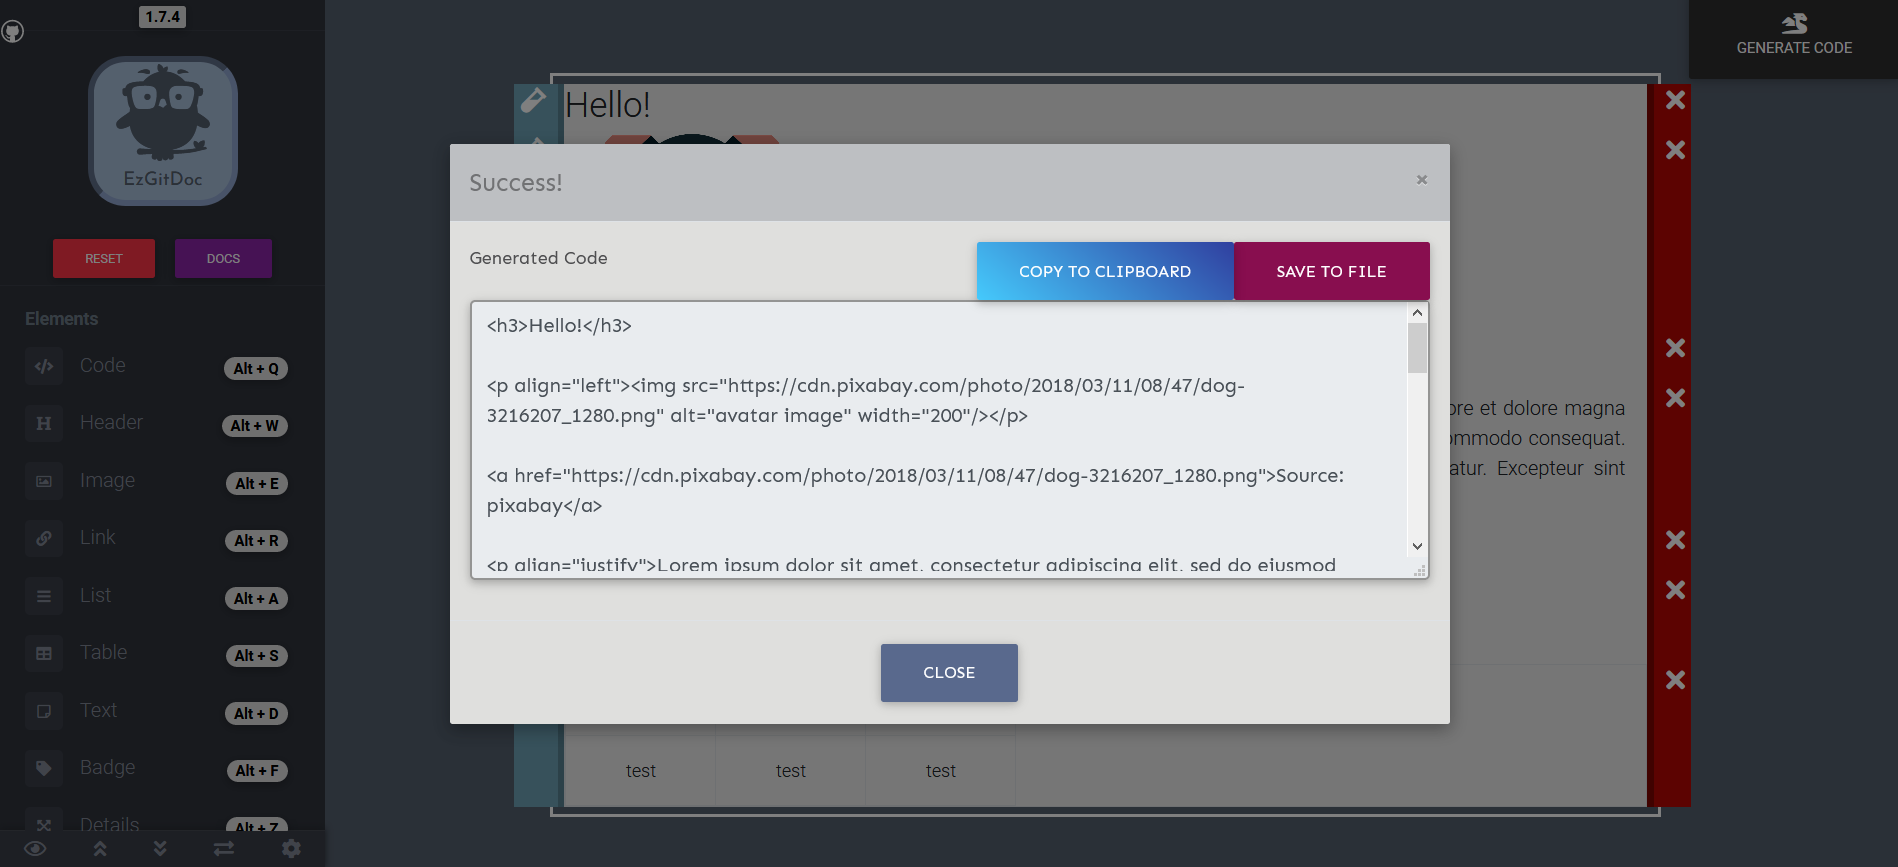 1.7.4
EzGitDoc
RESET
DOCS
Elements
Code
Alt + Q
Header
Alt + W
Image
Alt + E
Link
Alt + R
List
Alt + A
Table
Alt + S
Text
Alt + D
Badge
Alt + F
Details
Alt + Z
GENERATE CODE
Hello!
Success!
×
Generated Code
COPY TO CLIPBOARD
SAVE TO FILE
<h3>Hello!</h3>
<p align="left"><img src="https://cdn.pixabay.com/photo/2018/03/11/08/47/dog-
3216207_1280.png" alt="avatar image" width="200"/></p>
<a href="https://cdn.pixabay.com/photo/2018/03/11/08/47/dog-3216207_1280.png">Source:
pixabay</a>
<p align="justify">Lorem ipsum dolor sit amet, consectetur adipiscing elit, sed do eiusmod
CLOSE
et dolore magna
consequat.
Excepteur sint
test
test
test